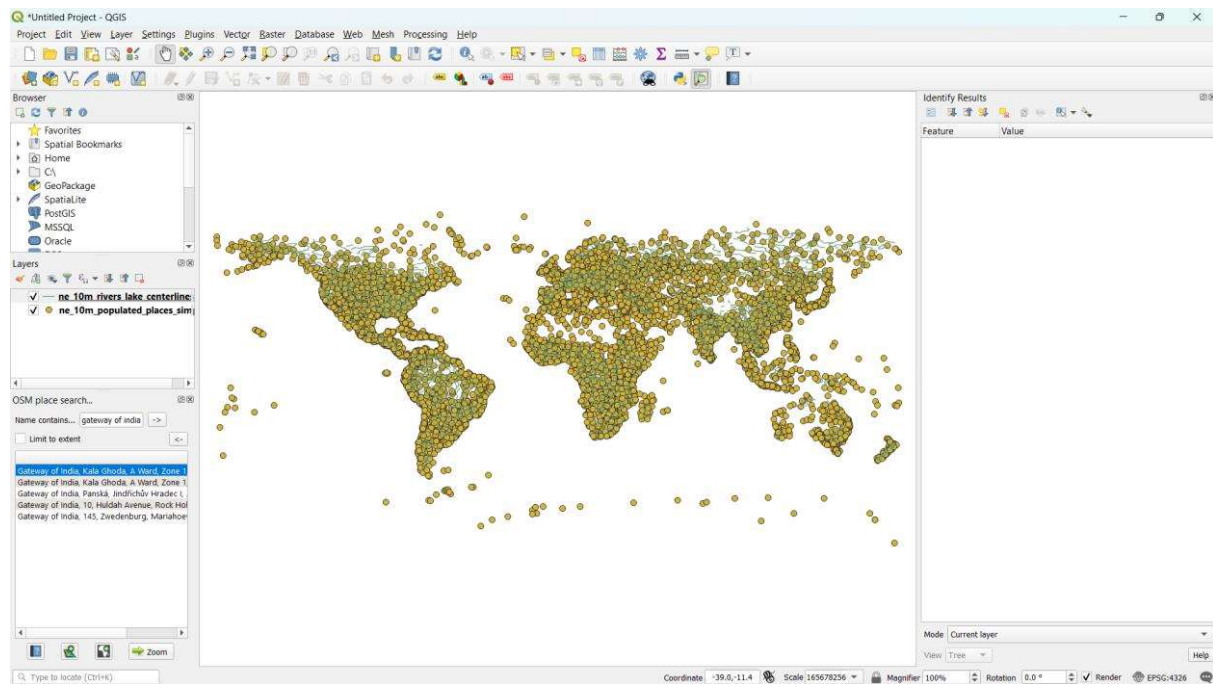 *Untitled Project - QGIS
Project Edit View Layer Settings Plugins Vector Raster Database Web Mesh Processing Help
Browser
Favorites
Spatial Bookmarks
Home
C:\
GeoPackage
SpatiaLite
PostGIS
MSSQL
Oracle
Layers
ne_10m_rivers_lake_centerline
ne_10m_populated_places_sim
OSM place search...
Name contains... gateway of india ->
Limit to extent <-
Gateway of India, Kala Ghoda, A Ward, Zone 1
Gateway of India, Kala Ghoda, A Ward, Zone 1
Gateway of India, Panská, Jindřichův Hradec I,
Gateway of India, 10, Huldah Avenue, Rock Hol
Gateway of India, 145, Zwedenburg, Mariahoe
Zoom
Identify Results
Feature Value
Mode Current layer
View Tree Help
Type to locate (Ctrl+K) Coordinate -39.0,-11.4 Scale 165678256 Magnifier 100% Rotation 0.0 ° Render EPSG:4326